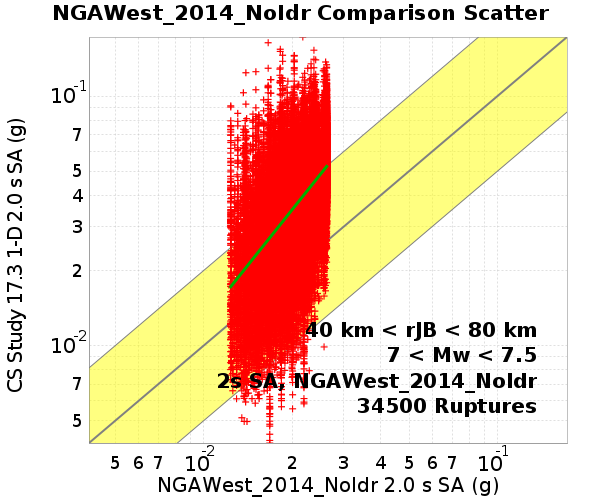 NGAWest_2014_NoIdr Comparison Scatter
CS Study 17.3 1-D 2.0 s SA (g)
10-1
7
5
4
3
2
10-2
7
5
40 km < rJB < 80 km
7 < Mw < 7.5
2s SA, NGAWest_2014_NoIdr
34500 Ruptures
5 6 7 10-2 2 3 4 5 6 7 10-1
NGAWest_2014_NoIdr 2.0 s SA (g)